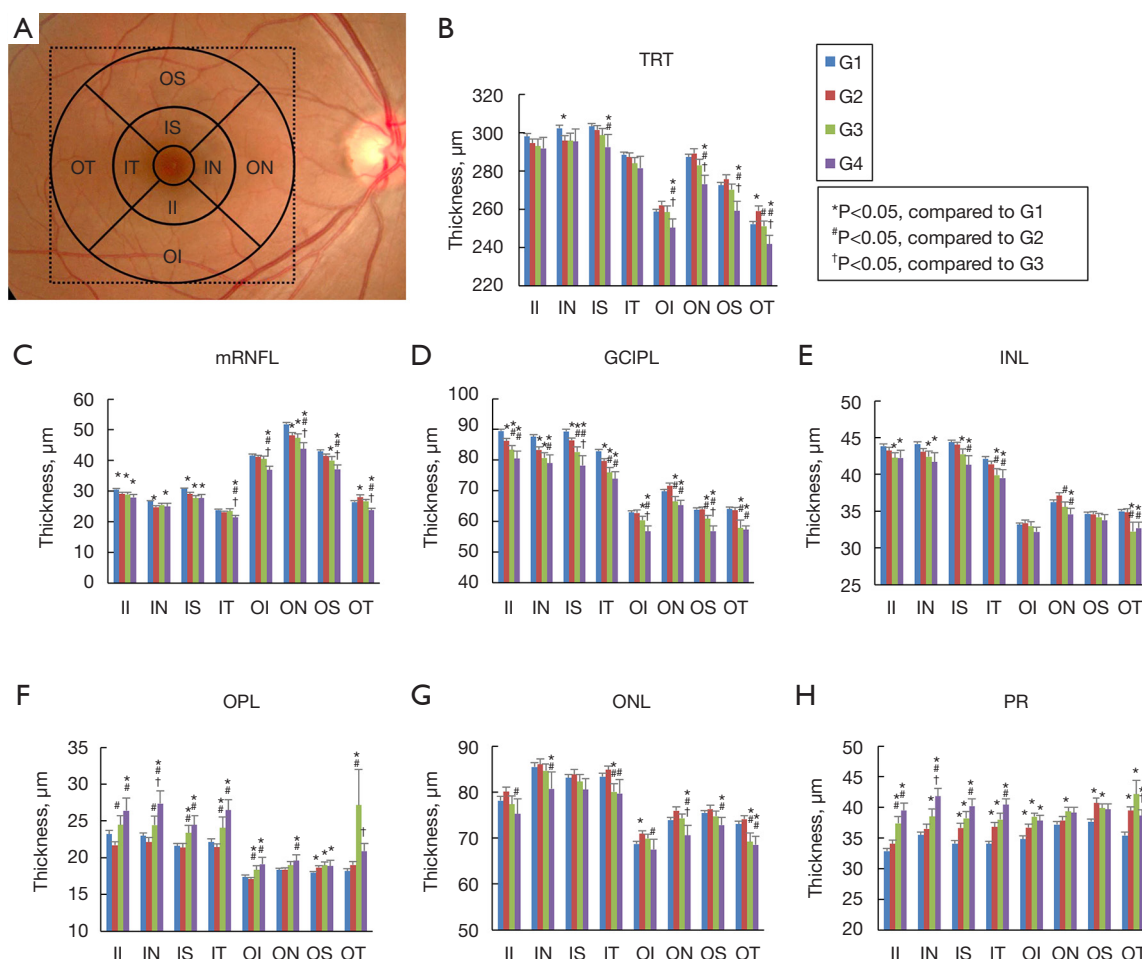 A
OS
IS
OT
IT
IN
ON
II
OI
B
TRT
Thickness, µm
320
300
280
260
240
220
II IN IS IT OI ON OS OT
G1
G2
G3
G4
*P<0.05, compared to G1
#P<0.05, compared to G2
†P<0.05, compared to G3
C
mRNFL
Thickness, µm
60
50
40
30
20
10
0
II IN IS IT OI ON OS OT
D
GCIPL
Thickness, µm
100
90
80
70
60
50
40
II IN IS IT OI ON OS OT
E
INL
Thickness, µm
50
45
40
35
30
25
II IN IS IT OI ON OS OT
F
OPL
Thickness, µm
35
30
25
20
15
10
II IN IS IT OI ON OS OT
G
ONL
Thickness, µm
90
80
70
60
50
II IN IS IT OI ON OS OT
H
PR
Thickness, µm
50
45
40
35
30
25
20
II IN IS IT OI ON OS OT